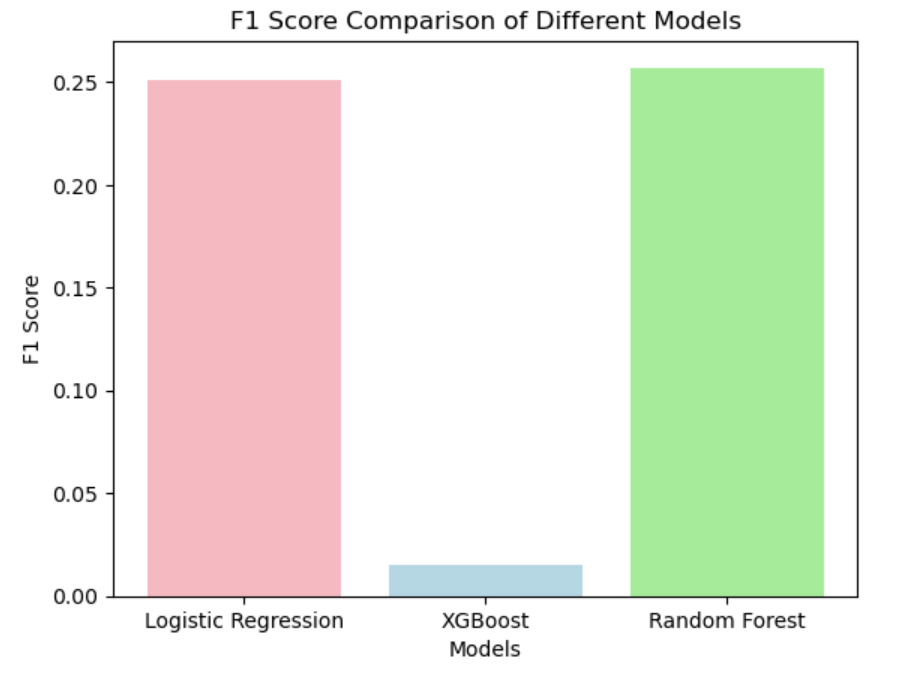 F1 Score Comparison of Different Models
F1 Score
0.25
0.20
0.15
0.10
0.05
0.00
Logistic Regression XGBoost Random Forest
Models